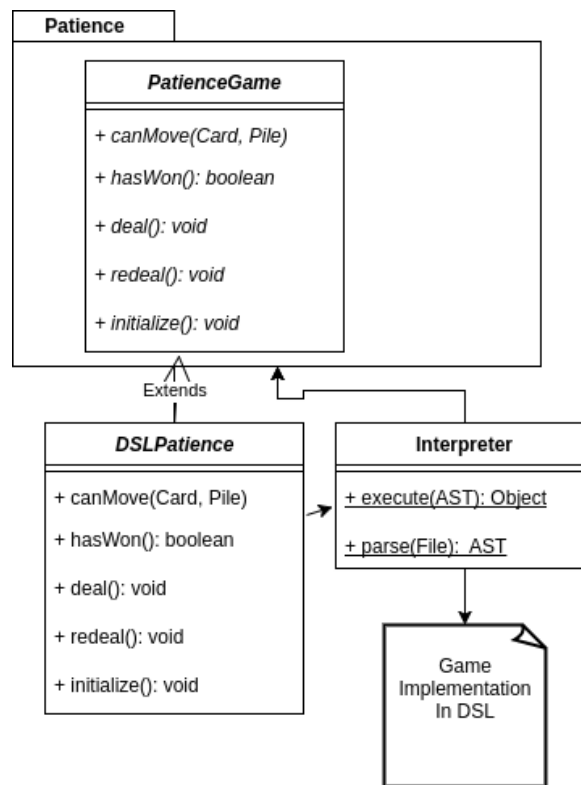 Patience
PatienceGame
+ canMove(Card, Pile)
+ hasWon(): boolean
+ deal(): void
+ redeal(): void
+ initialize(): void
Extends
DSLPatience
+ canMove(Card, Pile)
+ hasWon(): boolean
+ deal(): void
+ redeal(): void
+ initialize(): void
Interpreter
+ execute(AST): Object
+ parse(File): AST
Game
Implementation
In DSL